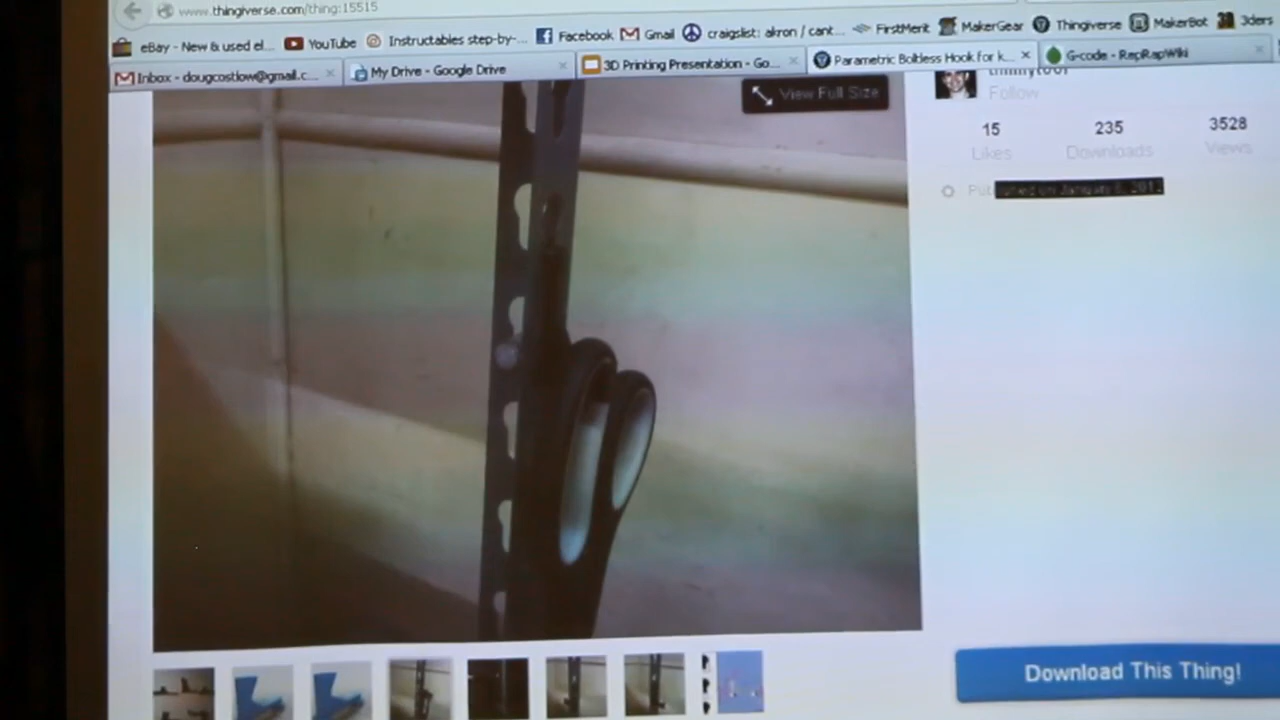 www.thingiverse.com/thing:15515
eBay - New & used el... YouTube Instructables step-by-... Facebook Gmail craigslist: akron / cant... FirstMerit MakerGear Thingiverse MakerBot 3ders
Inbox - dougcostlow@gmail.c... My Drive - Google Drive 3D Printing Presentation - Go... Parametric Boltless Hook for k... G-code - RepRapWiki
View Full Size
Follow
15 235 3528
Likes Downloads Views
Download This Thing!